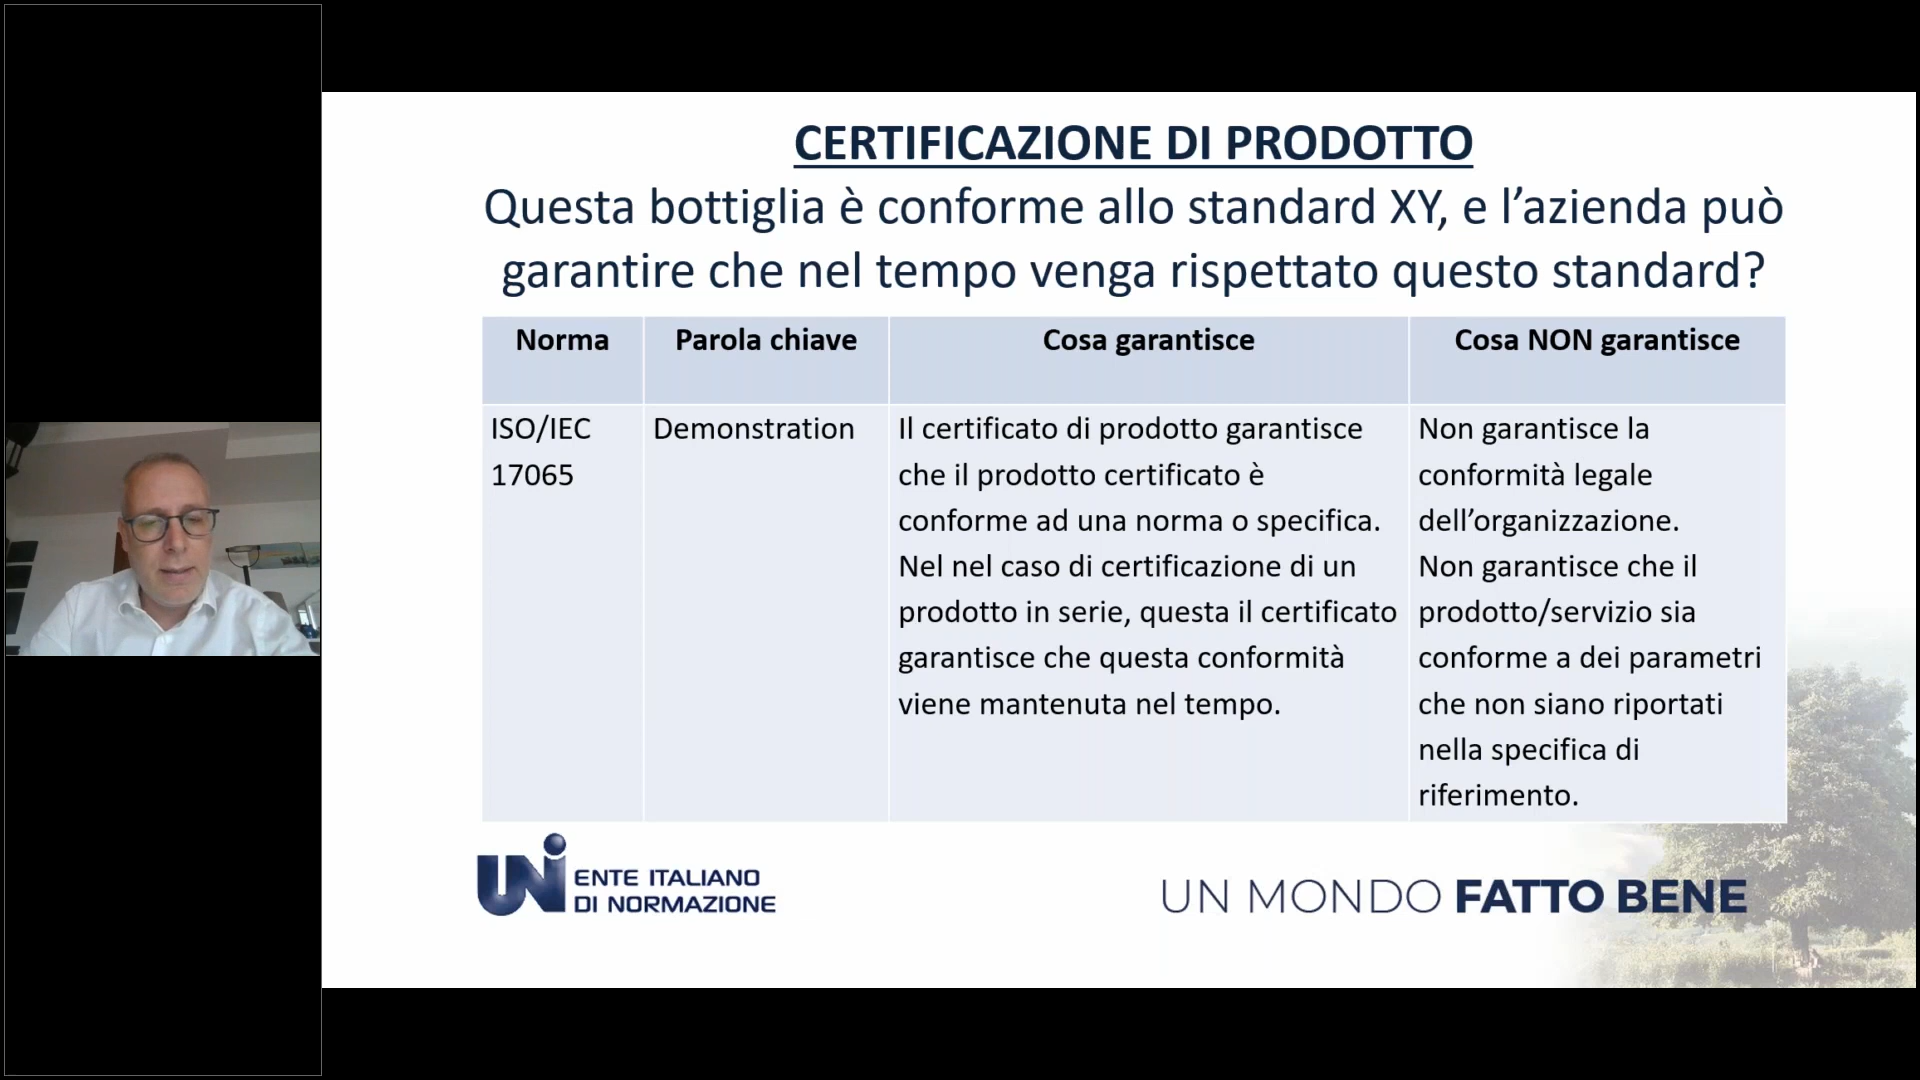 CERTIFICAZIONE DI PRODOTTO
Questa bottiglia è conforme allo standard XY, e l’azienda può
garantire che nel tempo venga rispettato questo standard?
Norma
Parola chiave
Cosa garantisce
Cosa NON garantisce
ISO/IEC
17065
Demonstration
Il certificato di prodotto garantisce
che il prodotto certificato è
conforme ad una norma o specifica.
Nel nel caso di certificazione di un
prodotto in serie, questa il certificato
garantisce che questa conformità
viene mantenuta nel tempo.
Non garantisce la
conformità legale
dell’organizzazione.
Non garantisce che il
prodotto/servizio sia
conforme a dei parametri
che non siano riportati
nella specifica di
riferimento.
UNI
ENTE ITALIANO
DI NORMAZIONE
UN MONDO FATTO BENE